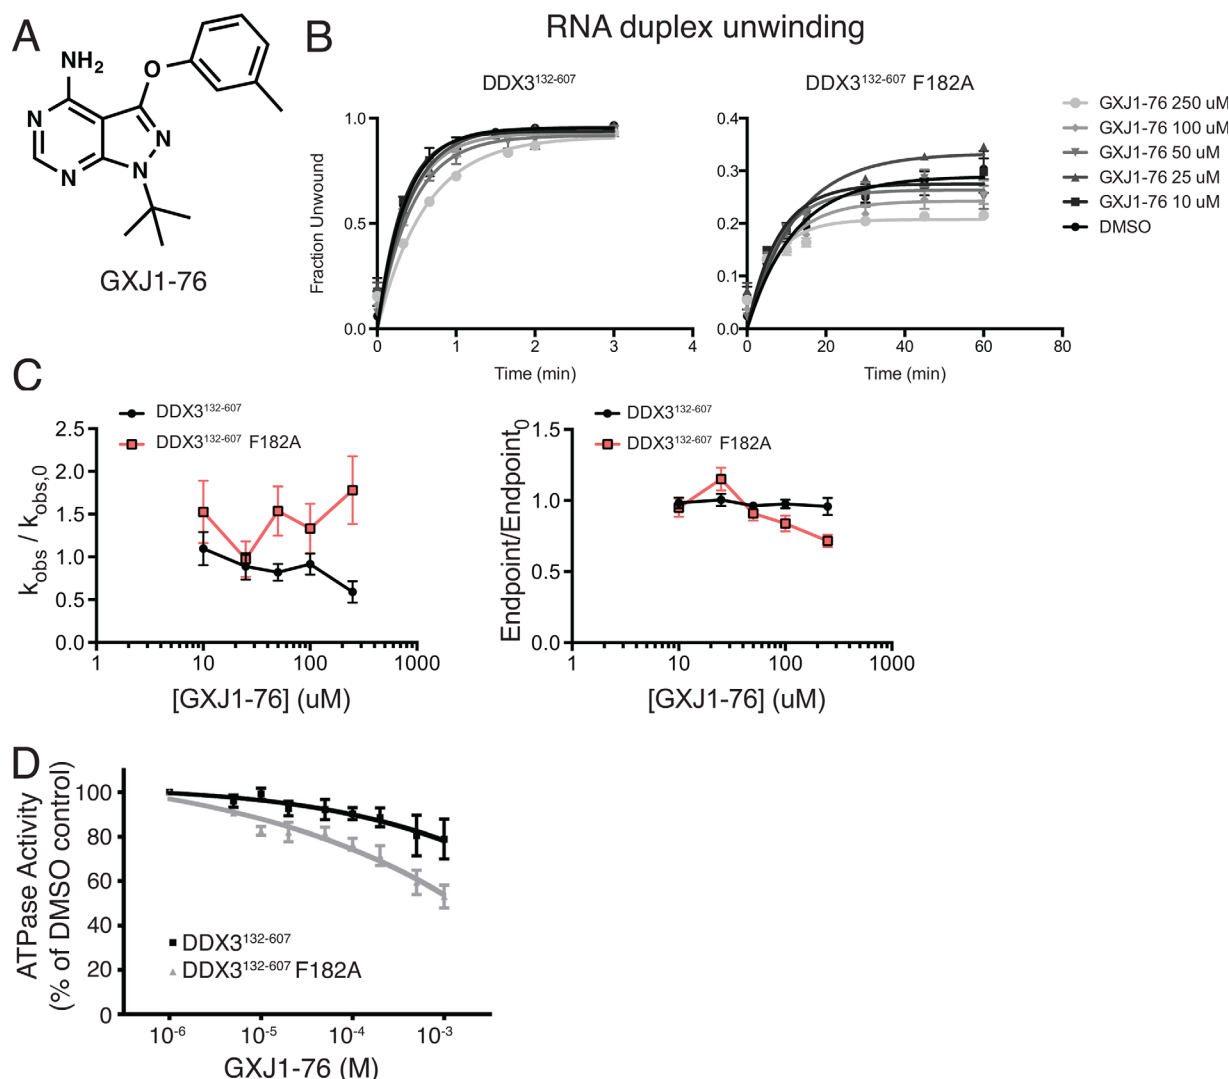 A
NH2
O
N
N
N
N
GXJ1-76
B
RNA duplex unwinding
DDX3132-607
Fraction Unwound
1.0
0.5
0.0
0 1 2 3 4
Time (min)
DDX3132-607 F182A
0.4
0.3
0.2
0.1
0.0
0 20 40 60 80
Time (min)
GXJ1-76 250 uM
GXJ1-76 100 uM
GXJ1-76 50 uM
GXJ1-76 25 uM
GXJ1-76 10 uM
DMSO
C
DDX3132-607
DDX3132-607 F182A
kobs / kobs,0
2.5
2.0
1.5
1.0
0.5
0.0
1 10 100 1000
[GXJ1-76] (uM)
DDX3132-607
DDX3132-607 F182A
Endpoint/Endpoint0
1.5
1.0
0.5
0.0
1 10 100 1000
[GXJ1-76] (uM)
D
ATPase Activity
(% of DMSO control)
100
80
60
40
20
0
DDX3132-607
DDX3132-607 F182A
10-6 10-5 10-4 10-3
GXJ1-76 (M)